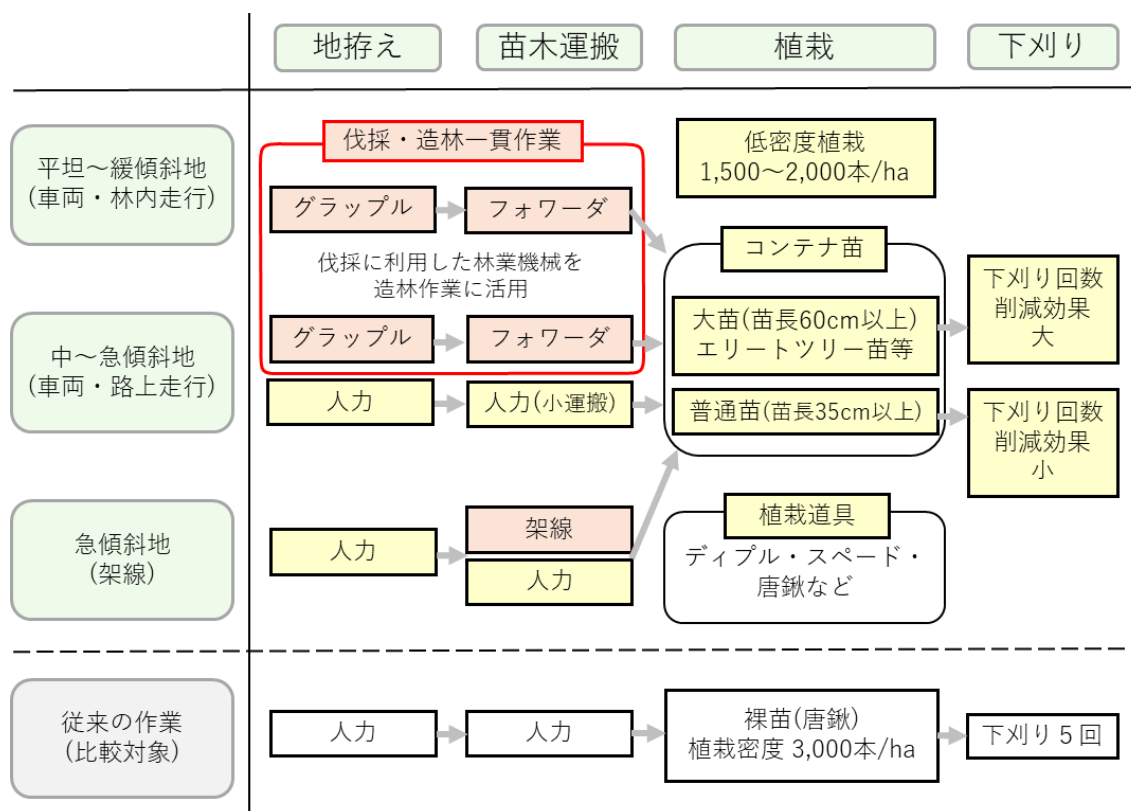 地拵え
苗木運搬
植栽
下刈り
平坦～緩傾斜地
(車両・林内走行)
伐採・造林一貫作業
低密度植栽
1,500～2,000本/ha
グラップル
フォワーダ
伐採に利用した林業機械を
造林作業に活用
コンテナ苗
中～急傾斜地
(車両・路上走行)
グラップル
フォワーダ
大苗(苗長60cm以上)
エリートツリー苗等
下刈り回数
削減効果
大
人力
人力(小運搬)
普通苗(苗長35cm以上)
下刈り回数
削減効果
小
急傾斜地
(架線)
人力
架線
人力
植栽道具
ディプル・スペード・
唐鍬など
従来の作業
(比較対象)
人力
人力
裸苗(唐鍬)
植栽密度 3,000本/ha
下刈り５回